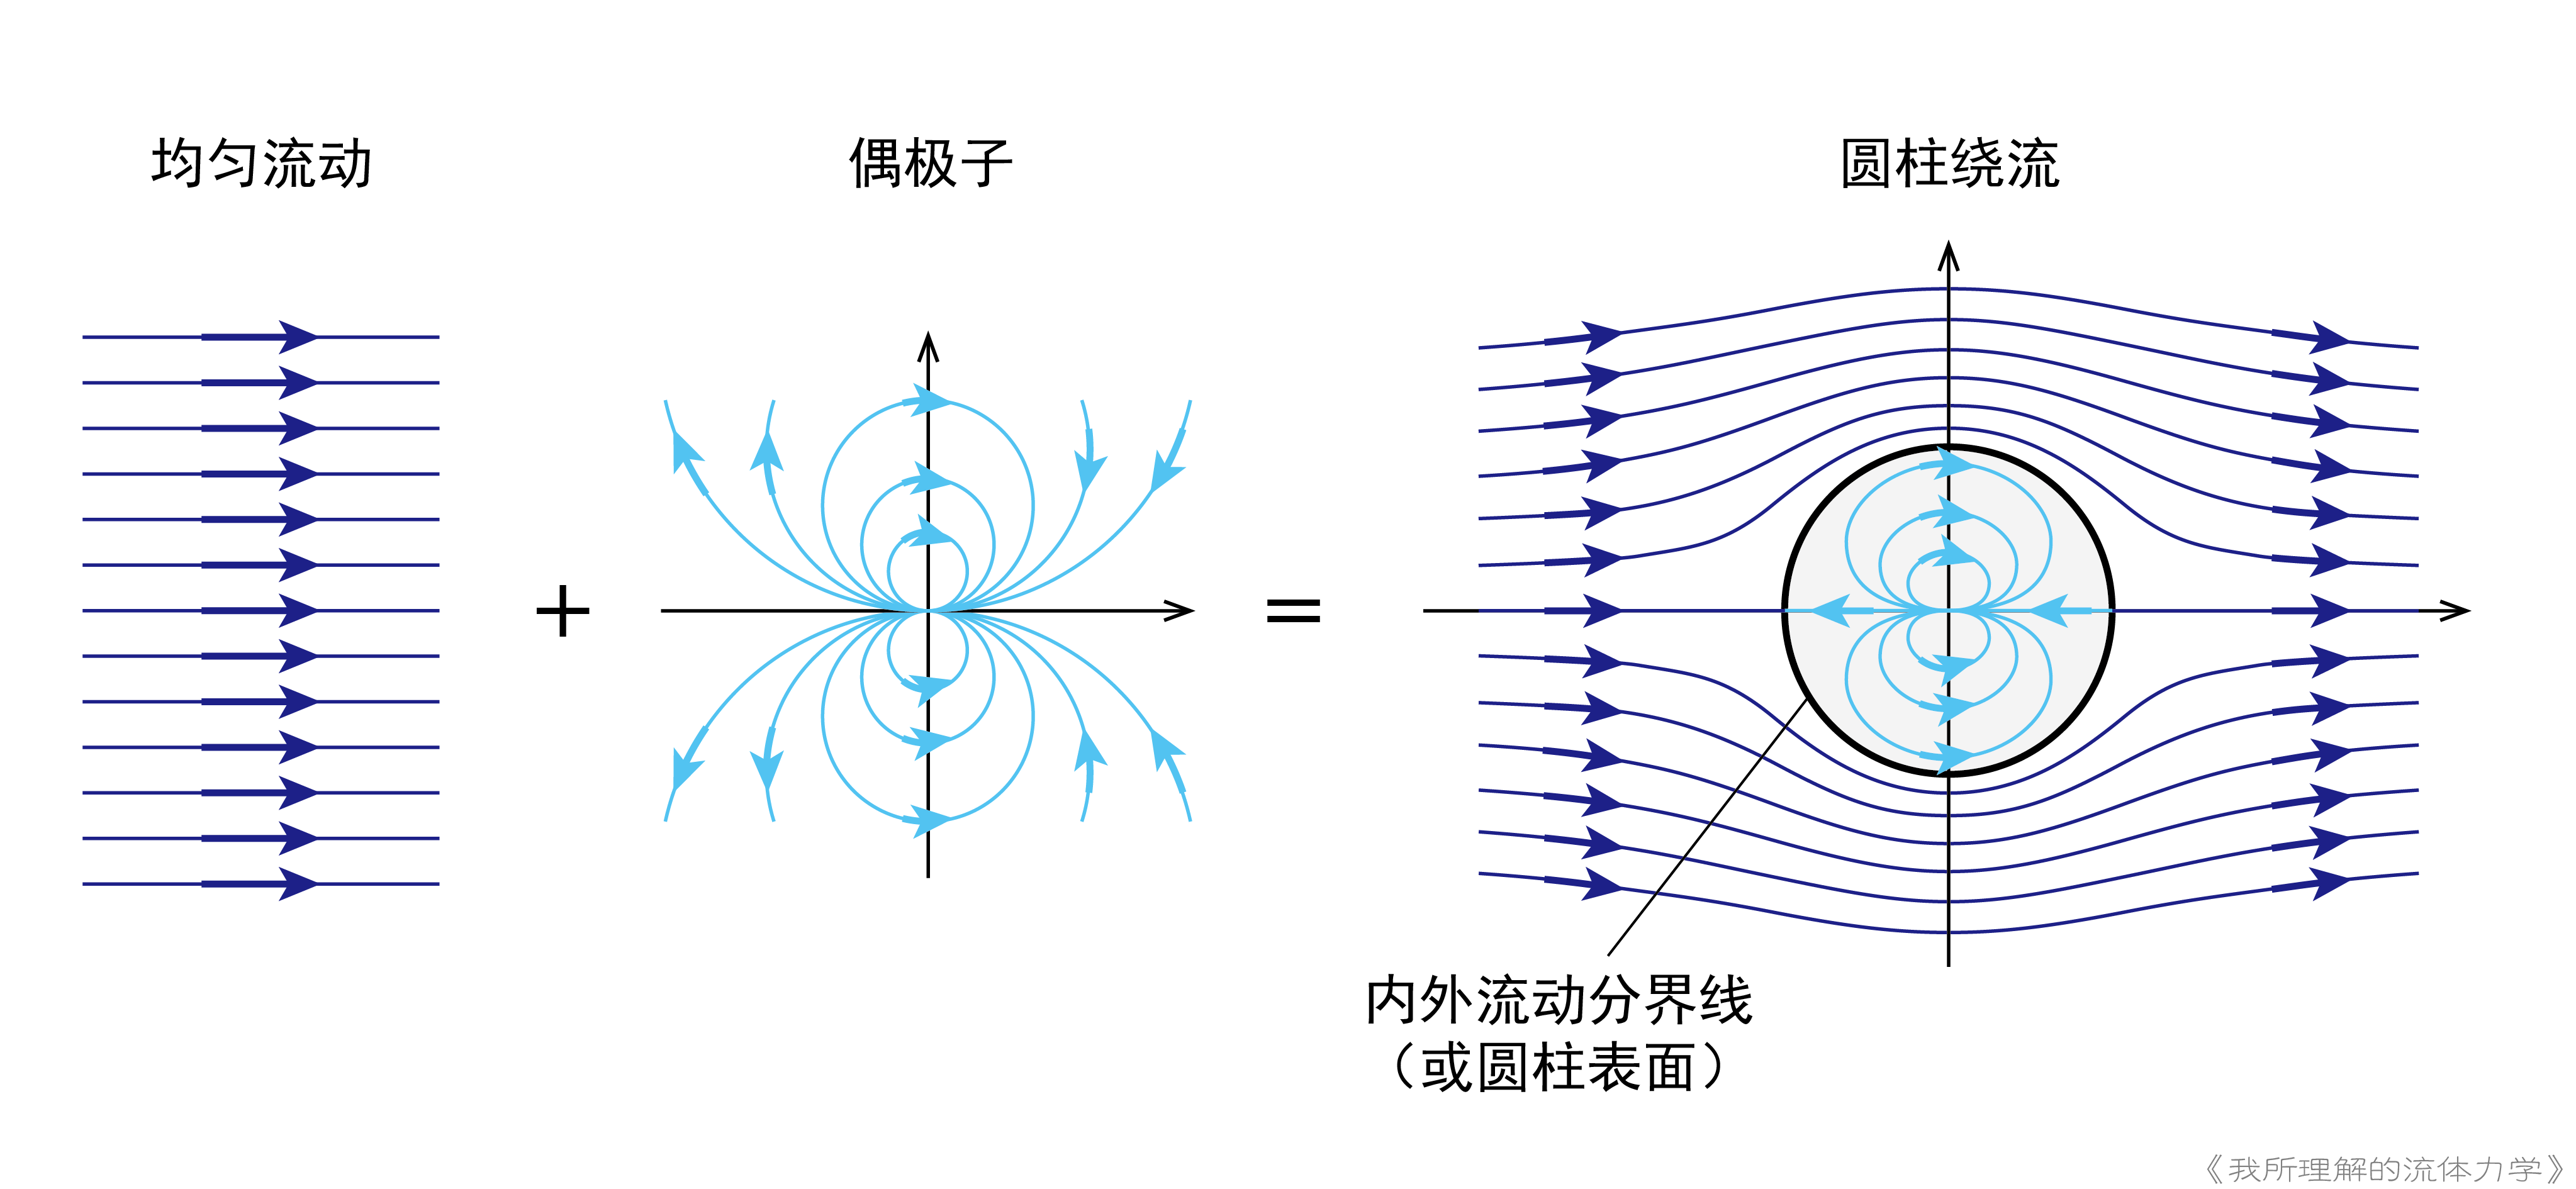 均匀流动
偶极子
圆柱绕流
+
=
内外流动分界线
（或圆柱表面）
《我所理解的流体力学》